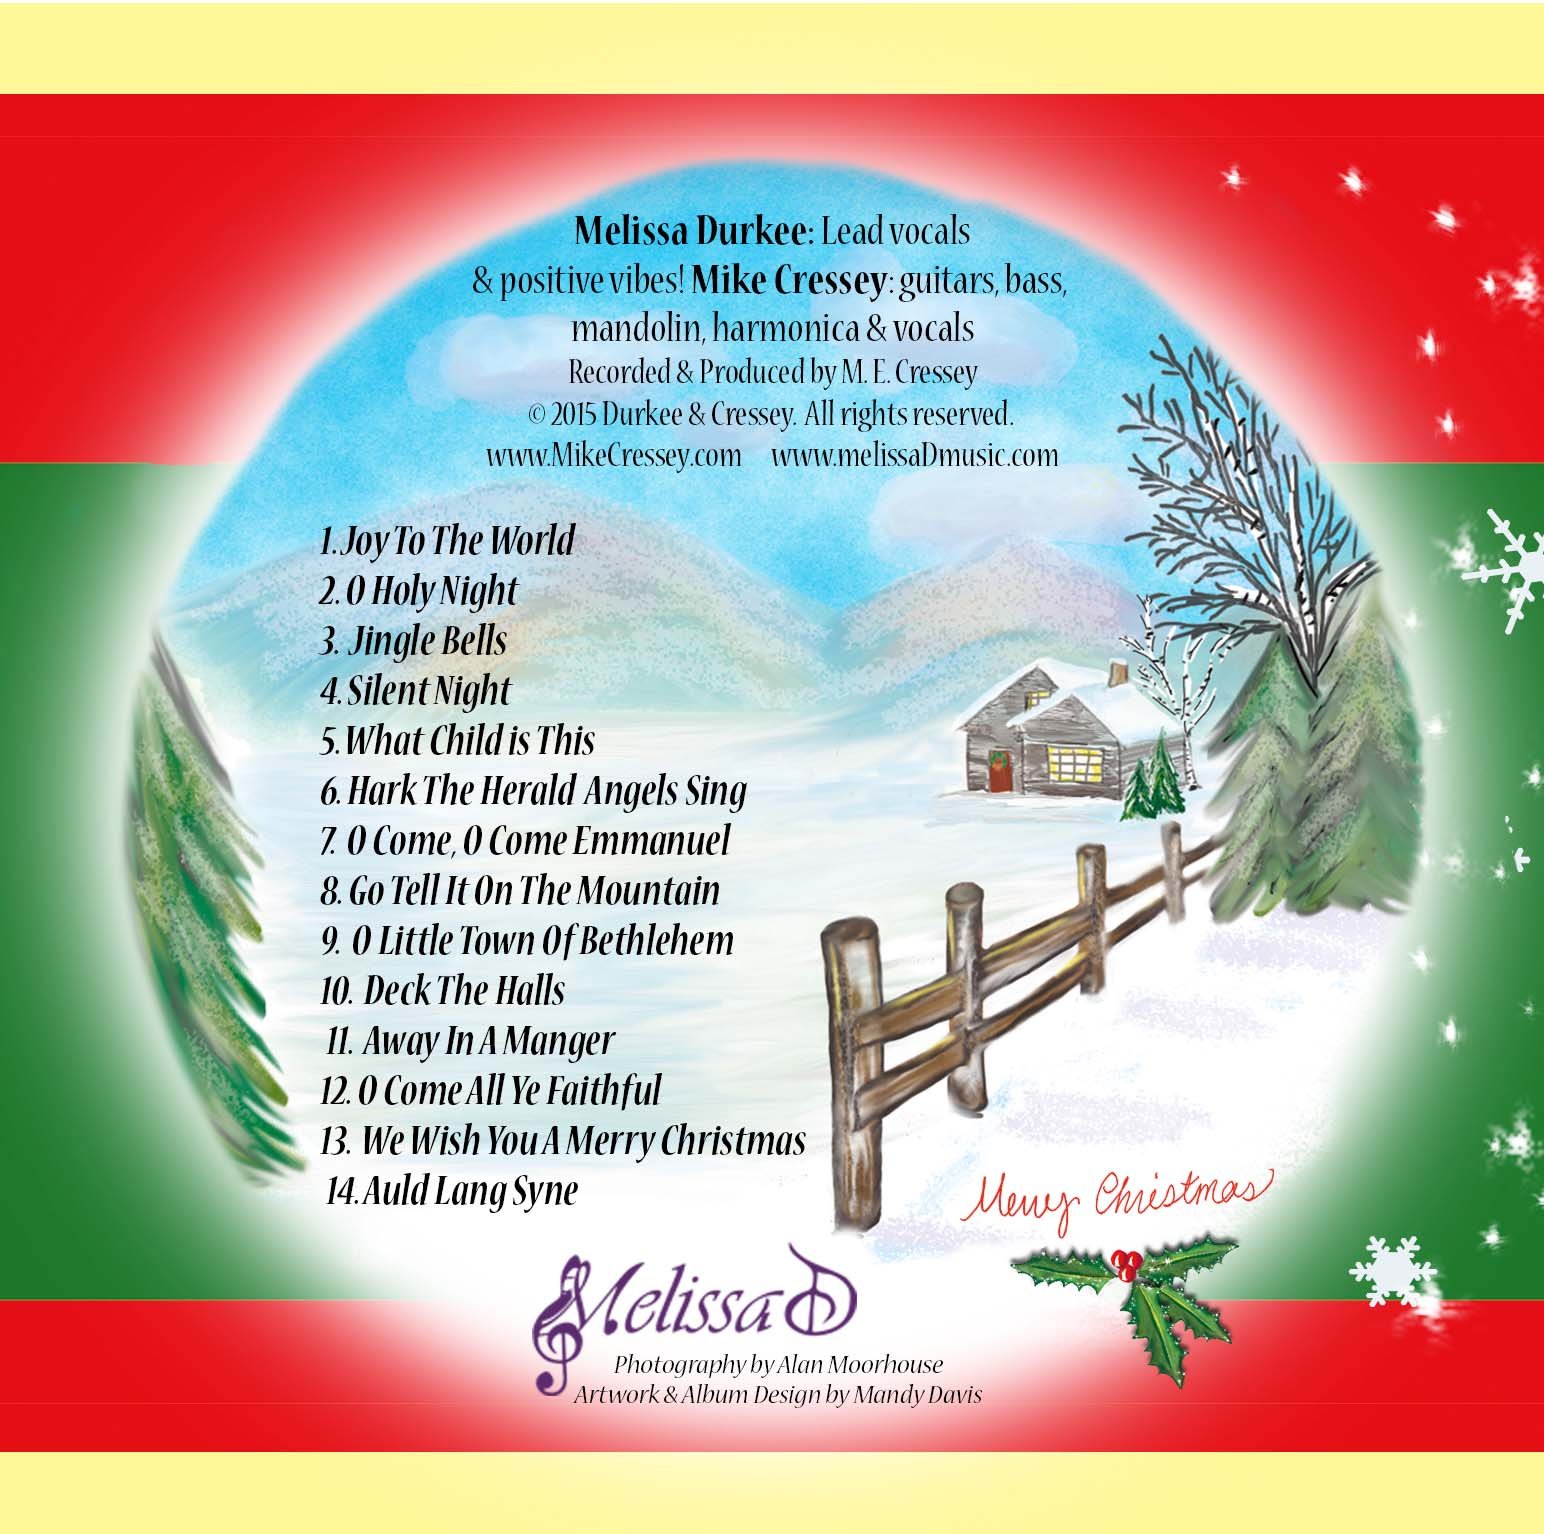 Melissa Durkee: Lead vocals
& positive vibes! Mike Cressey: guitars, bass,
mandolin, harmonica & vocals
Recorded & Produced by M. E. Cressey
© 2015 Durkee & Cressey. All rights reserved.
www.MikeCressey.com www.melissaDmusic.com
1. Joy To The World
2. O Holy Night
3. Jingle Bells
4. Silent Night
5. What Child is This
6. Hark The Herald Angels Sing
7. O Come, O Come Emmanuel
8. Go Tell It On The Mountain
9. O Little Town Of Bethlehem
10. Deck The Halls
11. Away In A Manger
12. O Come All Ye Faithful
13. We Wish You A Merry Christmas
14. Auld Lang Syne
Merry Christmas
Melissa D
Photography by Alan Moorhouse
Artwork & Album Design by Mandy Davis